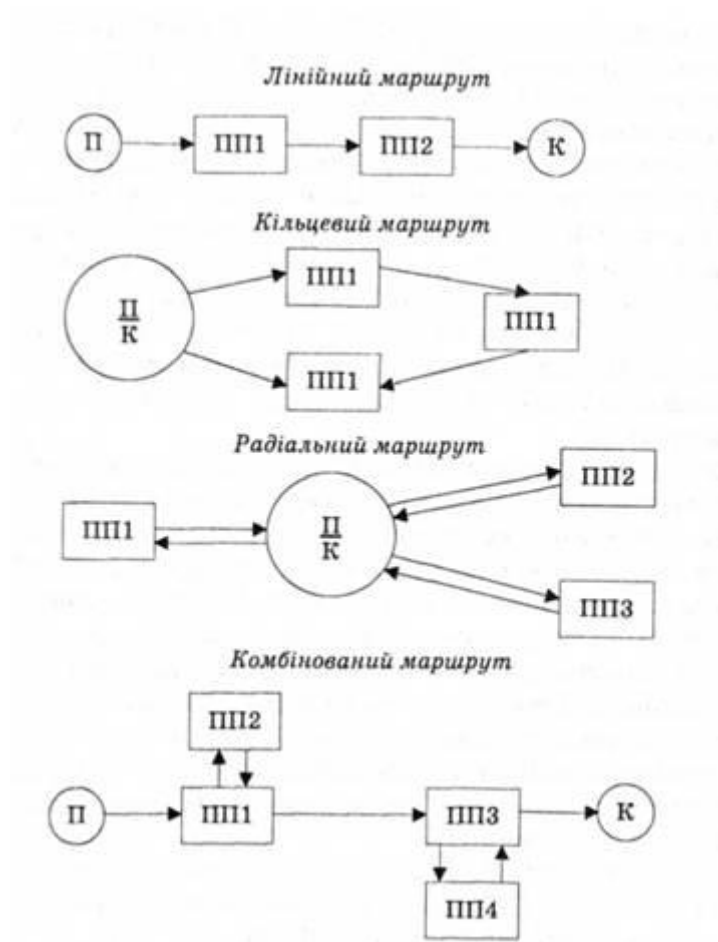 Лінійний маршрут
П ПП1 ПП2 К
Кільцевий маршрут
ПП1
П
К
ПП1
ПП1
Радіальний маршрут
ПП2
ПП1
П
К
ПП3
Комбінований маршрут
ПП2
П ПП1 ПП3 К
ПП4